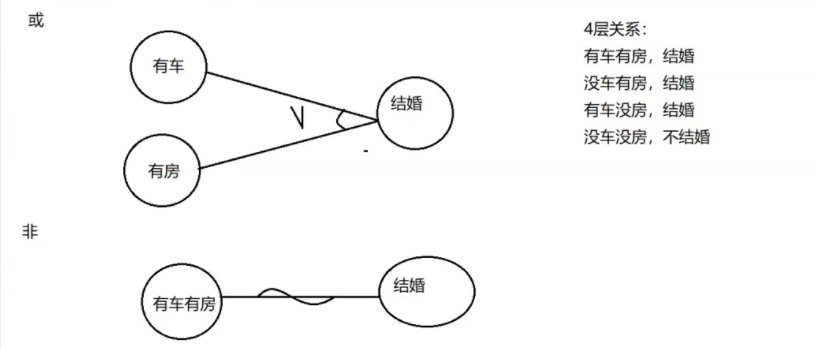 或
有车
有房
V
结婚
4层关系：
有车有房，结婚
没车有房，结婚
有车没房，结婚
没车没房，不结婚
非
有车有房
结婚